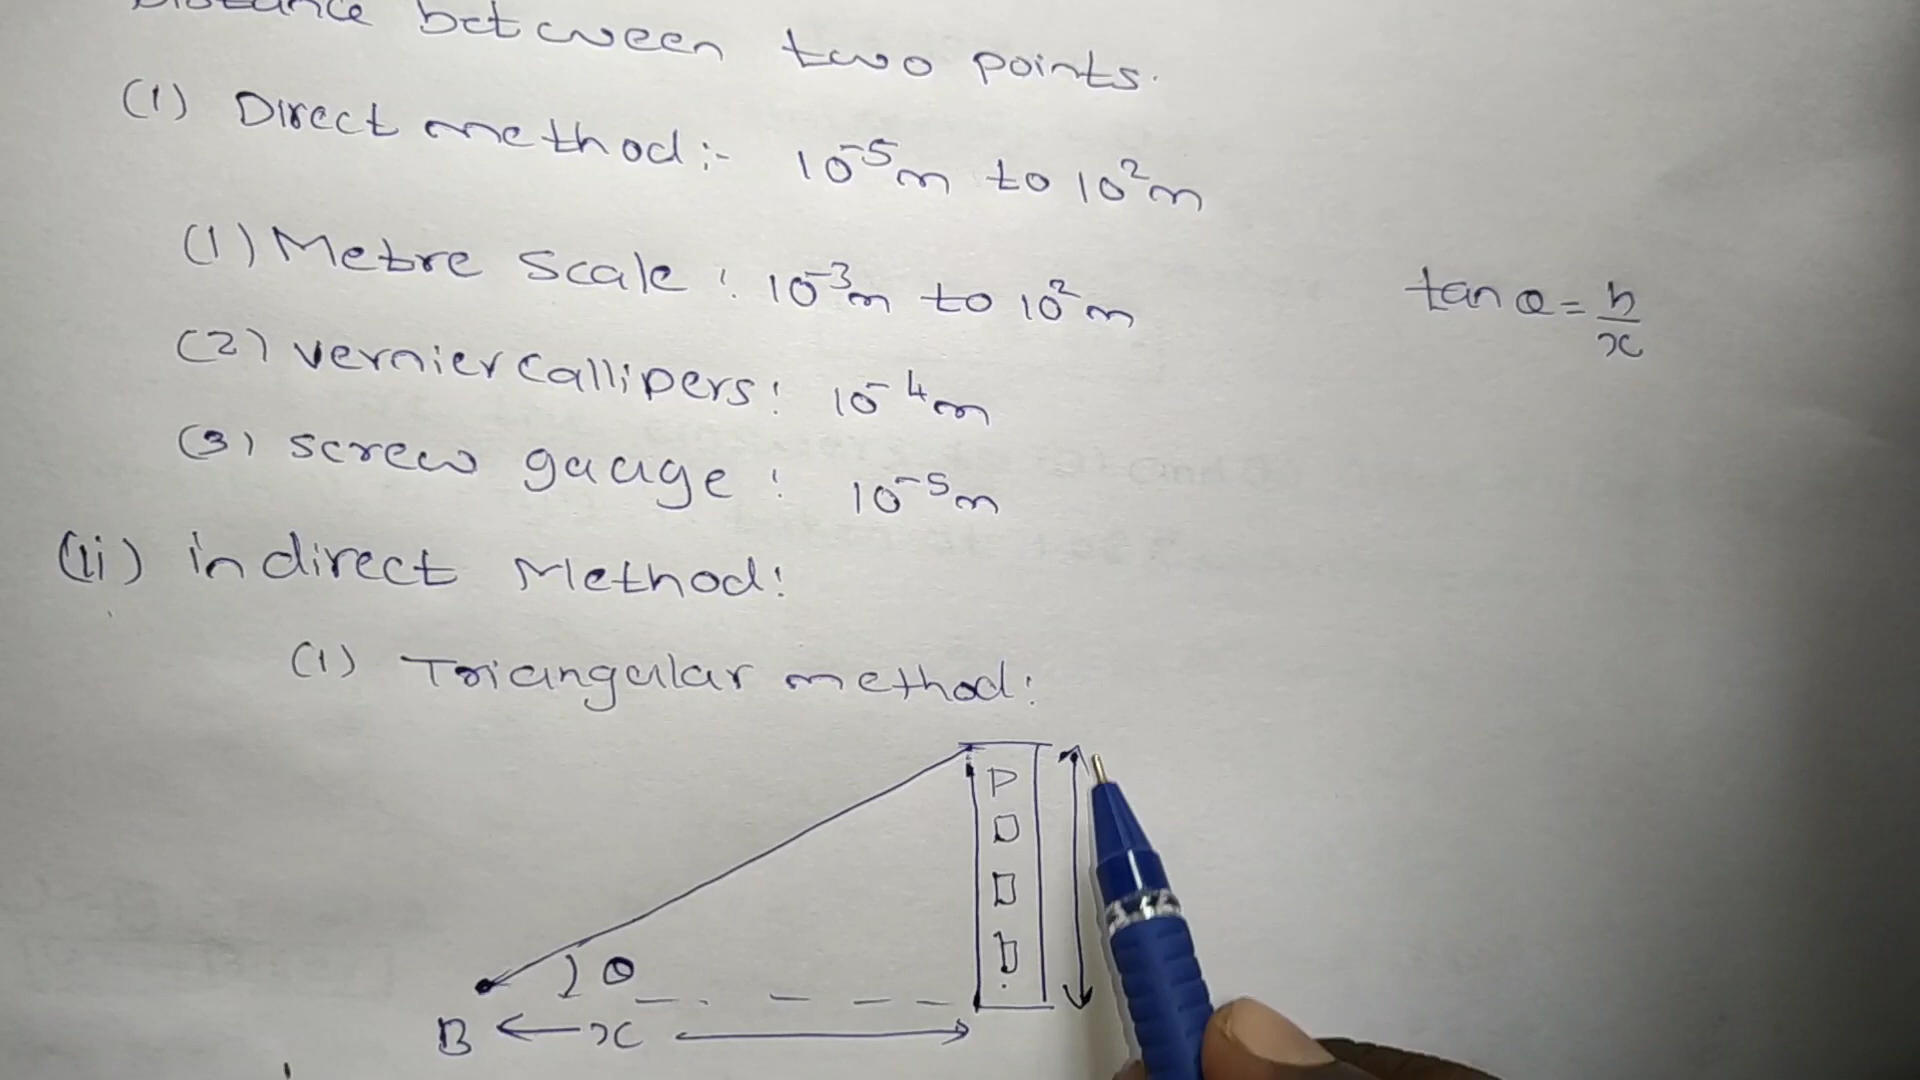 Distance between two points.
(1) Direct method :- 10⁻⁵m to 10²m
(1) Metre Scale : 10⁻³m to 10²m
tan θ = h/x
(2) vernier Callipers : 10⁻⁴m
(3) screw gauge : 10⁻⁵m
(ii) indirect Method:
(1) Triangular method:
θ
B ← x →